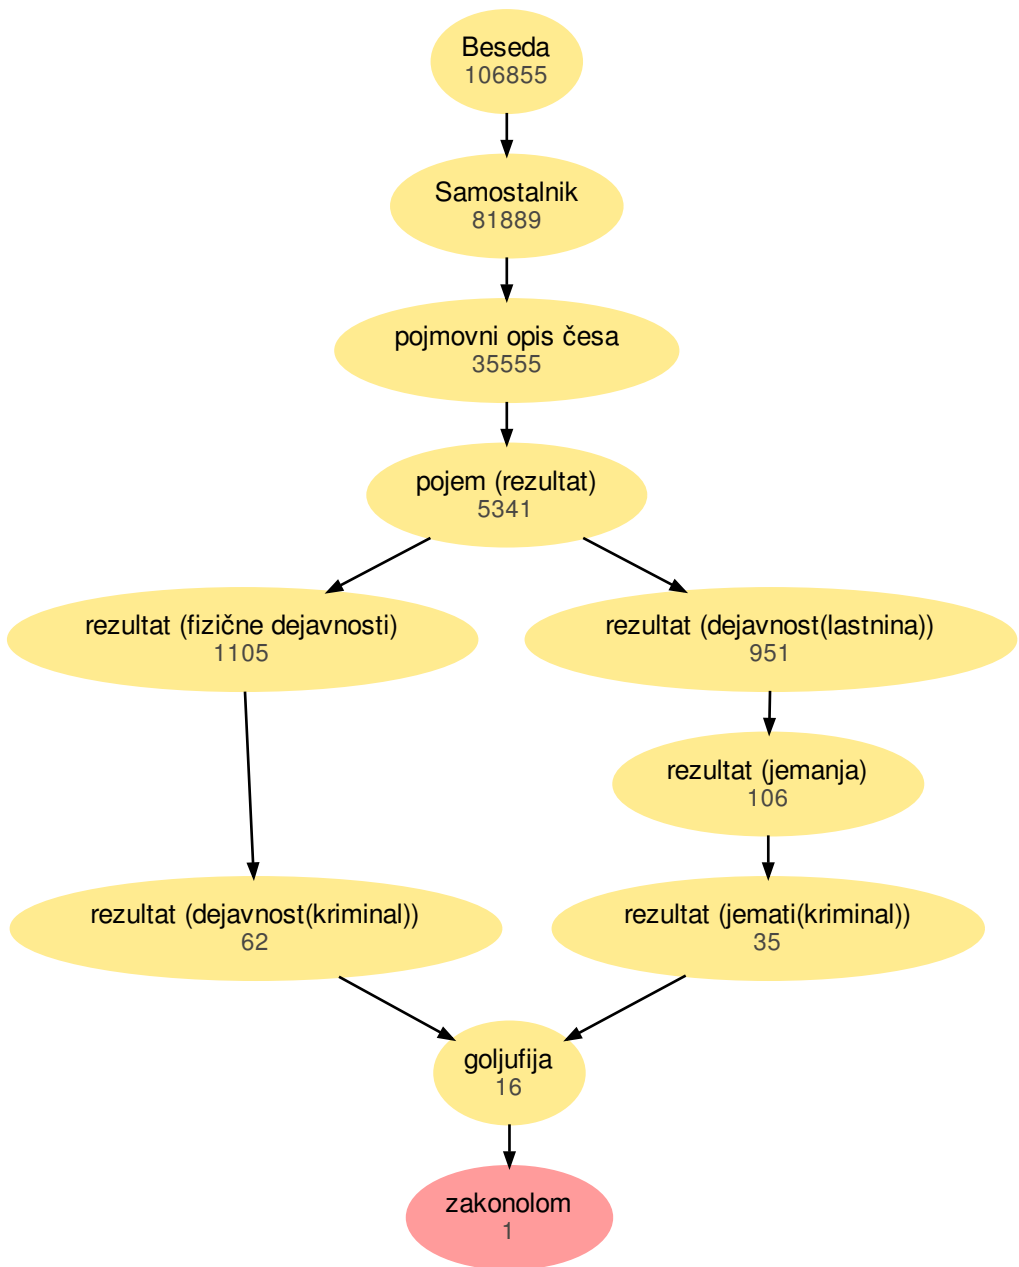 Beseda
106855
Samostalnik
81889
pojmovni opis česa
35555
pojem (rezultat)
5341
rezultat (fizične dejavnosti)
1105
rezultat (dejavnost(lastnina))
951
rezultat (jemanja)
106
rezultat (dejavnost(kriminal))
62
rezultat (jemati(kriminal))
35
goljufija
16
zakonolom
1